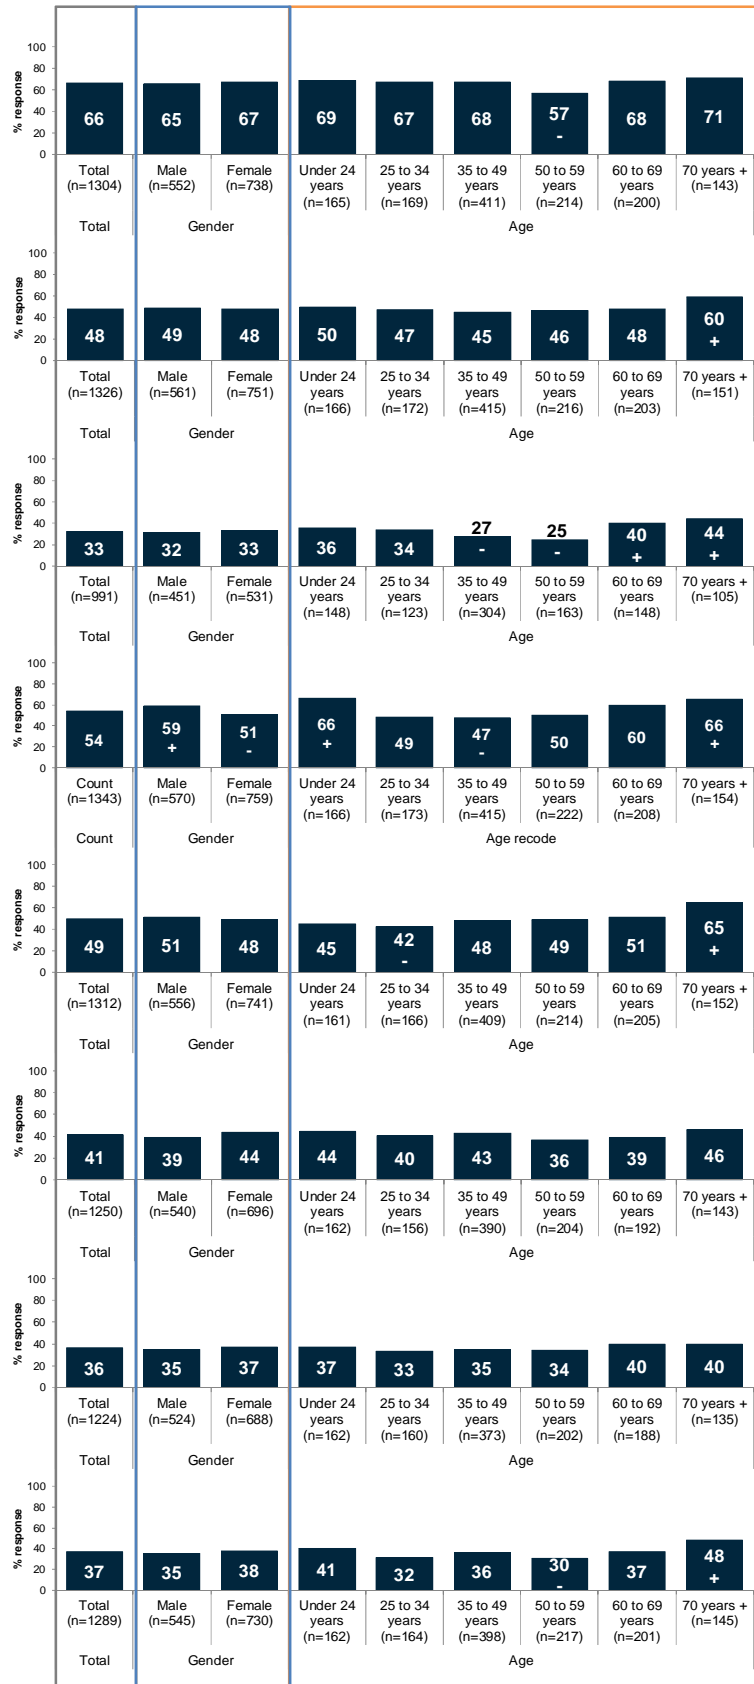 % response
100
80
60
40
20
0
66 65 67 69 67 68 57 68 71
-
Total Male Female Under 24 25 to 34 35 to 49 50 to 59 60 to 69 70 years +
(n=1304) (n=552) (n=738) years years years years years (n=143)
(n=165) (n=169) (n=411) (n=214) (n=200)
Total Gender Age
% response
100
80
60
40
20
0
48 49 48 50 47 45 46 48 60
+
Total Male Female Under 24 25 to 34 35 to 49 50 to 59 60 to 69 70 years +
(n=1326) (n=561) (n=751) years years years years years (n=151)
(n=166) (n=172) (n=415) (n=216) (n=203)
Total Gender Age
% response
100
80
60
40
20
0
33 32 33 36 34 27 25 40 44
- - + +
Total Male Female Under 24 25 to 34 35 to 49 50 to 59 60 to 69 70 years +
(n=991) (n=451) (n=531) years years years years years (n=105)
(n=148) (n=123) (n=304) (n=163) (n=148)
Total Gender Age
% response
100
80
60
40
20
0
54 59 51 66 49 47 50 60 66
+ - + - +
Count Male Female Under 24 25 to 34 35 to 49 50 to 59 60 to 69 70 years +
(n=1343) (n=570) (n=759) years years years years years (n=154)
(n=166) (n=173) (n=415) (n=222) (n=208)
Count Gender Age recode
% response
100
80
60
40
20
0
49 51 48 45 42 48 49 51 65
- +
Total Male Female Under 24 25 to 34 35 to 49 50 to 59 60 to 69 70 years +
(n=1312) (n=556) (n=741) years years years years years (n=152)
(n=161) (n=166) (n=409) (n=214) (n=205)
Total Gender Age
% response
100
80
60
40
20
0
41 39 44 44 40 43 36 39 46
Total Male Female Under 24 25 to 34 35 to 49 50 to 59 60 to 69 70 years +
(n=1250) (n=540) (n=696) years years years years years (n=143)
(n=162) (n=156) (n=390) (n=204) (n=192)
Total Gender Age
% response
100
80
60
40
20
0
36 35 37 37 33 35 34 40 40
Total Male Female Under 24 25 to 34 35 to 49 50 to 59 60 to 69 70 years +
(n=1224) (n=524) (n=688) years years years years years (n=135)
(n=162) (n=160) (n=373) (n=202) (n=188)
Total Gender Age
% response
100
80
60
40
20
0
37 35 38 41 32 36 30 37 48
- +
Total Male Female Under 24 25 to 34 35 to 49 50 to 59 60 to 69 70 years +
(n=1289) (n=545) (n=730) years years years years years (n=145)
(n=162) (n=164) (n=398) (n=217) (n=201)
Total Gender Age